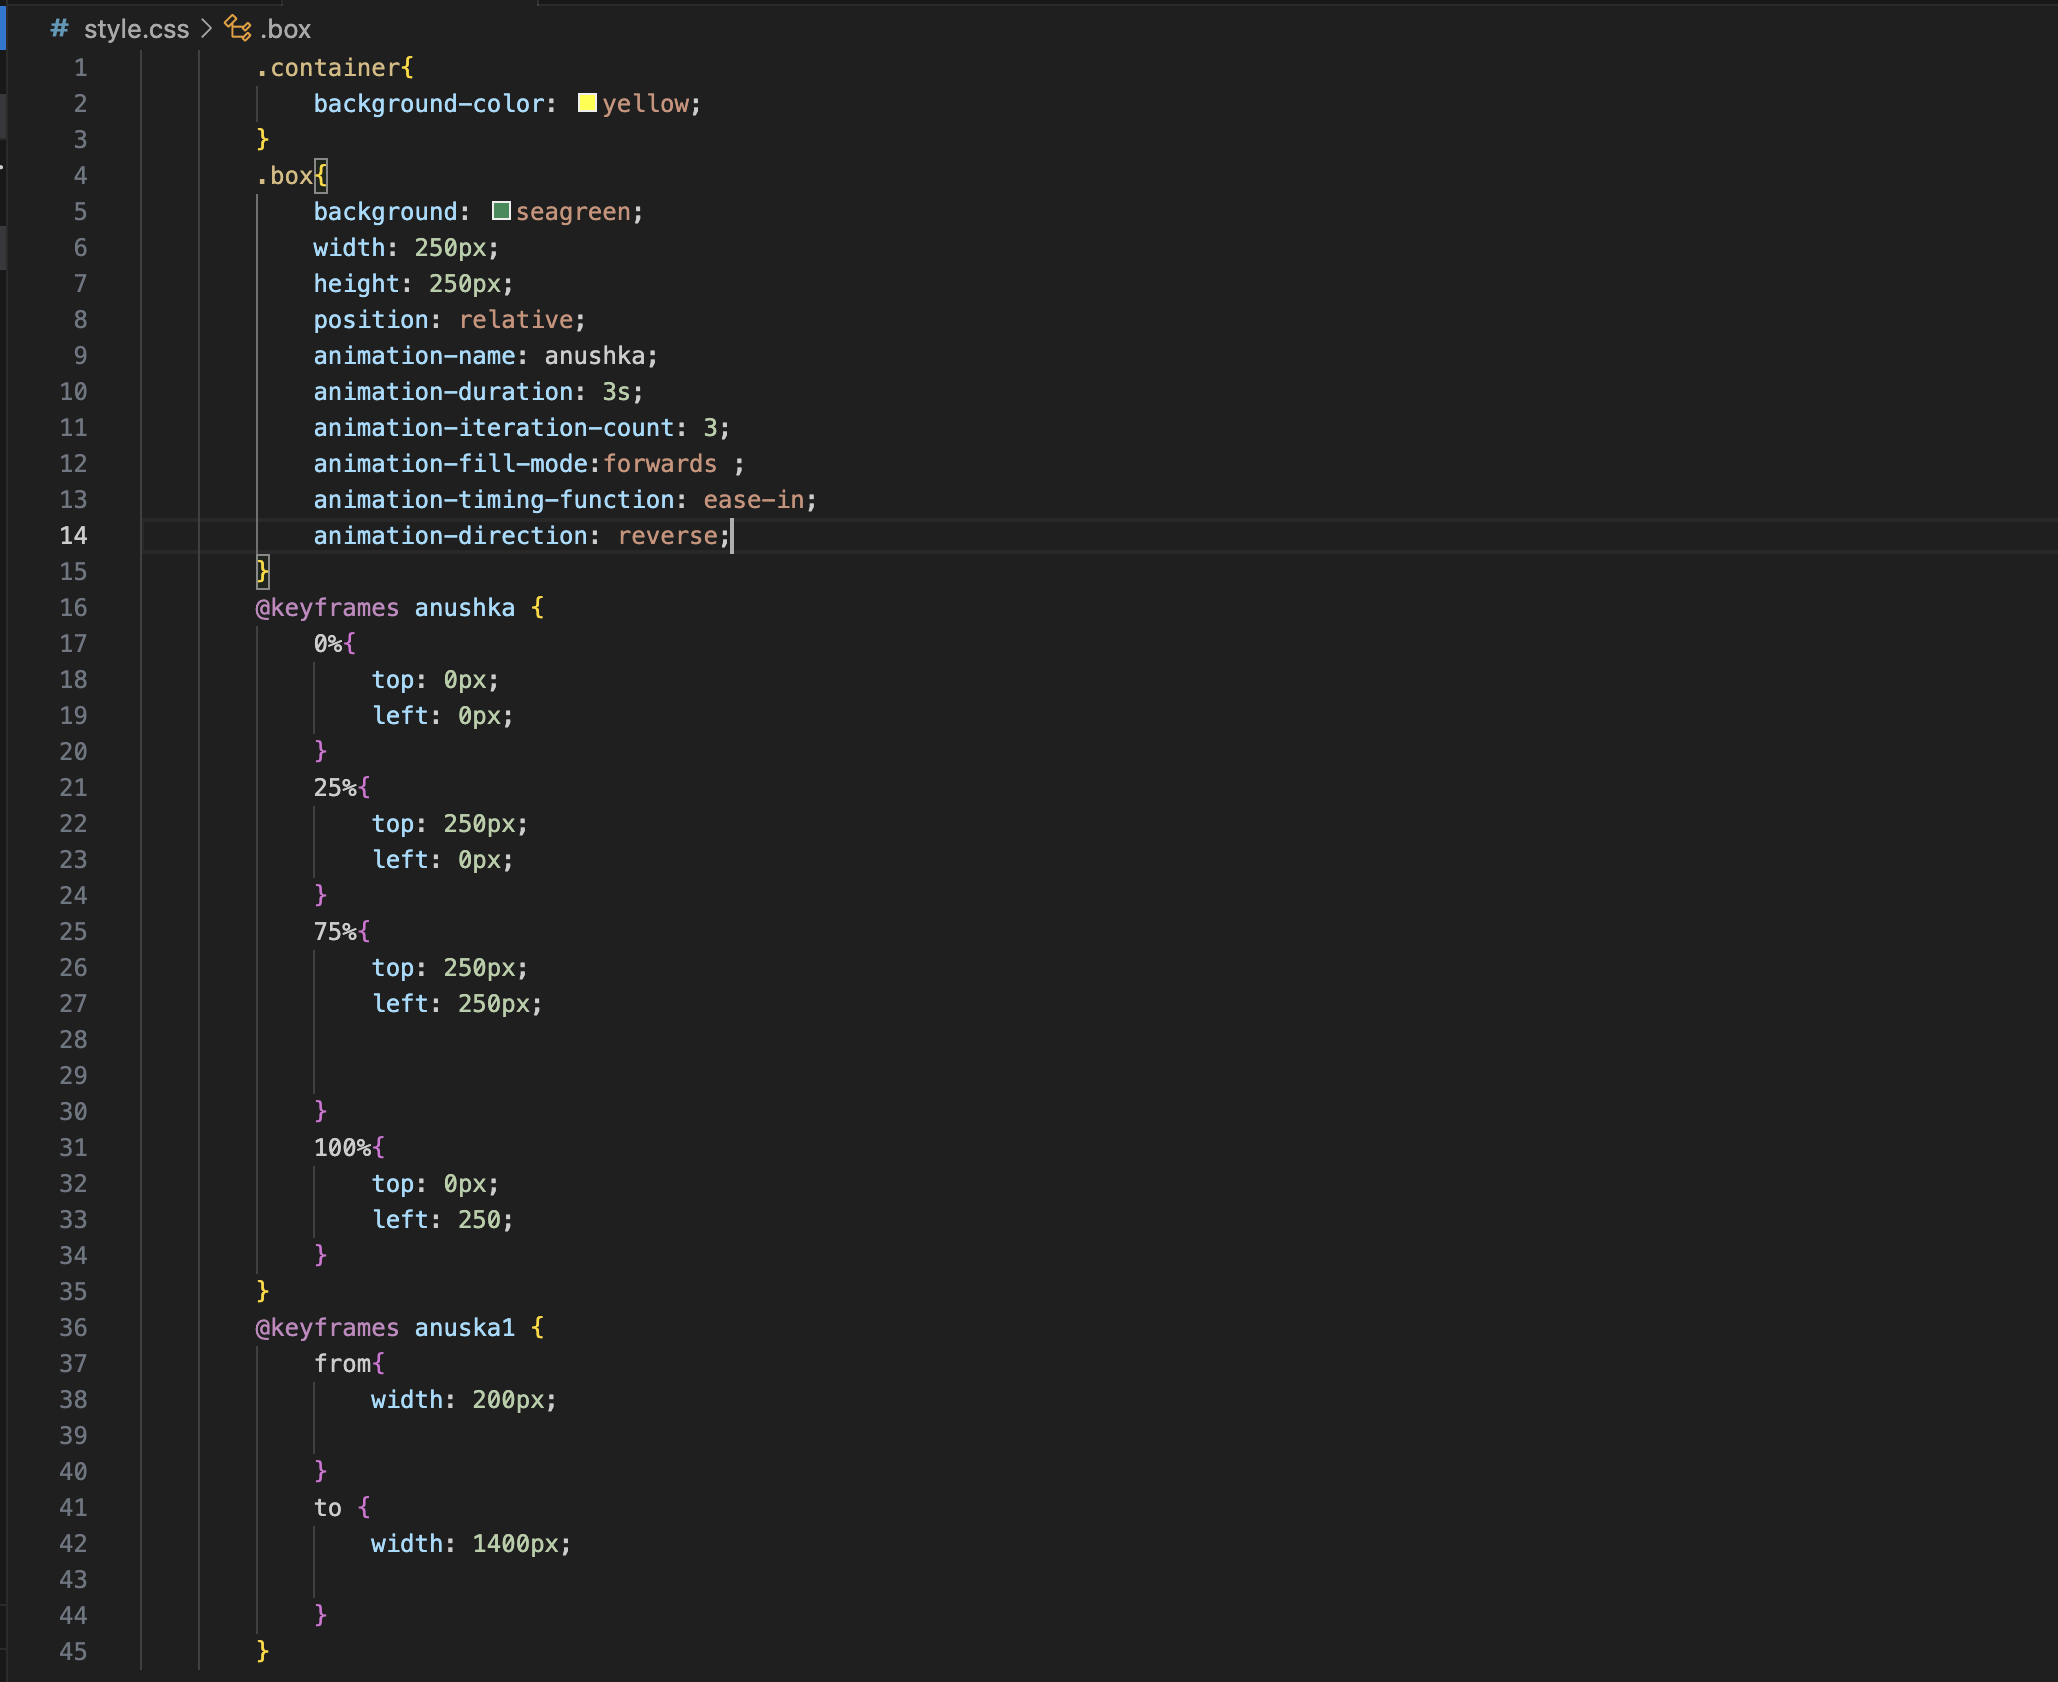 # style.css > .box
1 .container{
2 background-color: yellow;
3 }
4 .box{
5 background: seagreen;
6 width: 250px;
7 height: 250px;
8 position: relative;
9 animation-name: anushka;
10 animation-duration: 3s;
11 animation-iteration-count: 3;
12 animation-fill-mode:forwards ;
13 animation-timing-function: ease-in;
14 animation-direction: reverse;
15 }
16 @keyframes anushka {
17 0%{
18 top: 0px;
19 left: 0px;
20 }
21 25%{
22 top: 250px;
23 left: 0px;
24 }
25 75%{
26 top: 250px;
27 left: 250px;
28
29
30 }
31 100%{
32 top: 0px;
33 left: 250;
34 }
35 }
36 @keyframes anuska1 {
37 from{
38 width: 200px;
39
40 }
41 to {
42 width: 1400px;
43
44 }
45 }